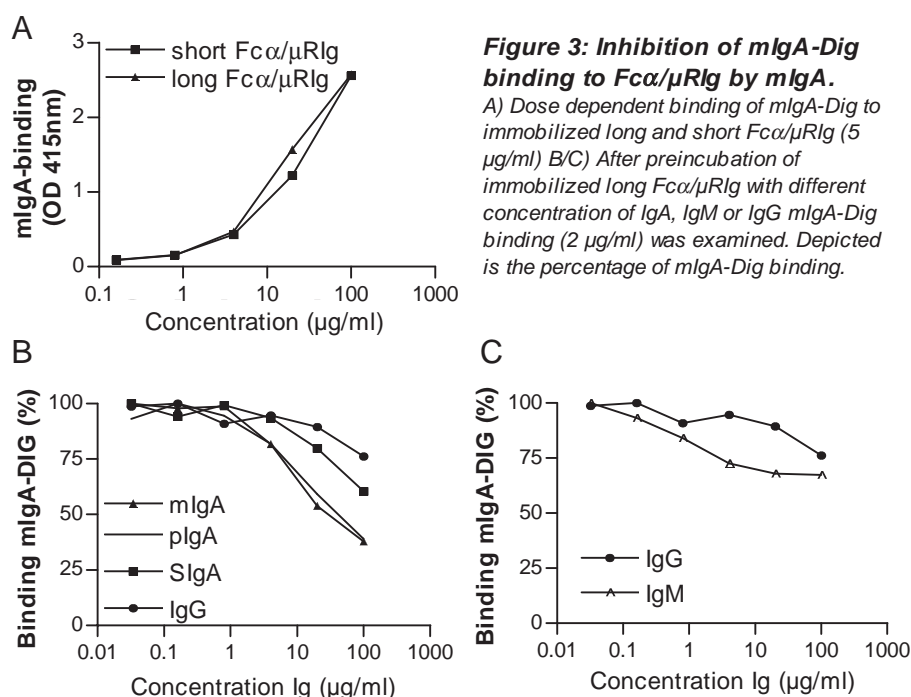 A
3
2
1
0
mIgA-binding
(OD 415nm)
short Fcα/μRIg
long Fcα/μRIg
0.1 1 10 100 1000
Concentration (μg/ml)
Figure 3: Inhibition of mIgA-Dig
binding to Fcα/μRIg by mIgA.
A) Dose dependent binding of mIgA-Dig to
immobilized long and short Fcα/μRIg (5
μg/ml) B/C) After preincubation of
immobilized long Fcα/μRIg with different
concentration of IgA, IgM or IgG mIgA-Dig
binding (2 μg/ml) was examined. Depicted
is the percentage of mIgA-Dig binding.
B
100
75
50
25
0
Binding mIgA-DIG (%)
mIgA
pIgA
SIgA
IgG
0.01 0.1 1 10 100 1000
Concentration Ig (μg/ml)
C
100
75
50
25
0
Binding mIgA-DIG (%)
IgG
IgM
0.01 0.1 1 10 100 1000
Concentration Ig (μg/ml)